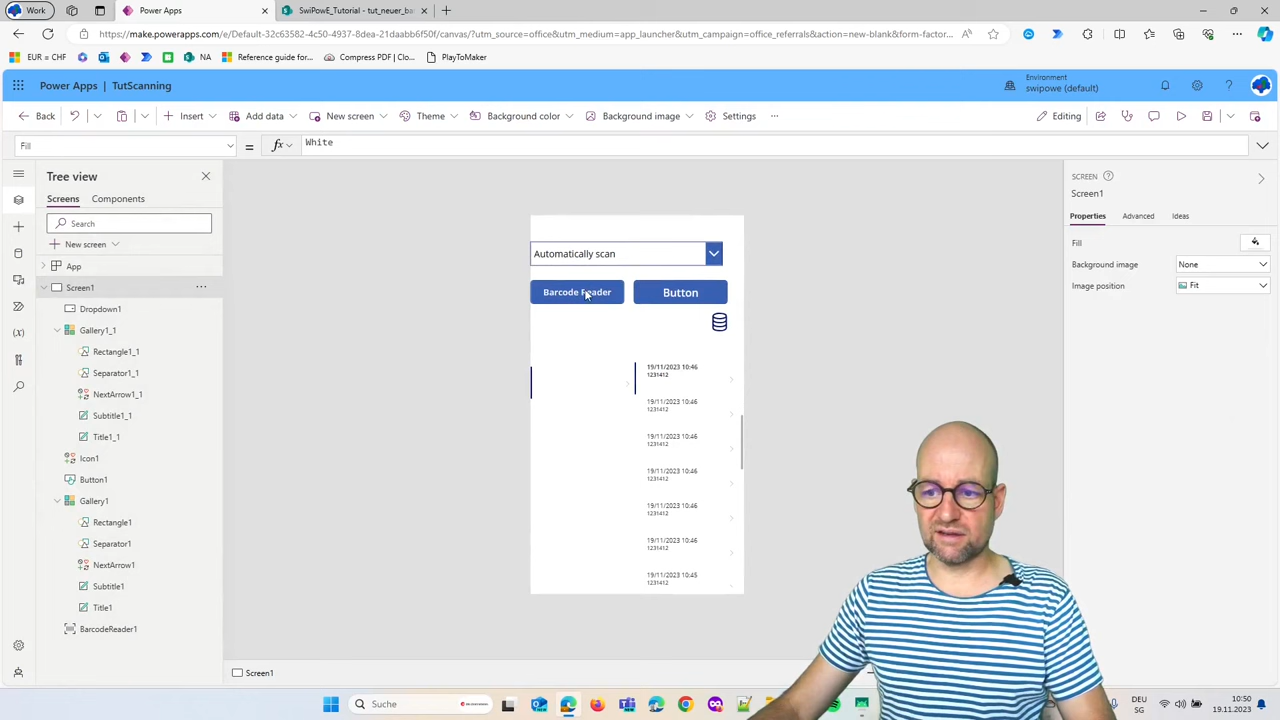 Work
Power Apps
SwiPowE_Tutorial - tut_neuer_ba
https://make.powerapps.com/e/Default-32c63582-4c50-4937-8dea-21daabb6f50f/canvas/?utm_source=office&utm_medium=app_launcher&utm_campaign=office_referrals&action=new-blank&form-factor...
EUR = CHF
NA
Reference guide for...
Compress PDF | Clo...
PlayToMaker
Power Apps | TutScanning
Environment
swipowe (default)
Back
Insert
Add data
New screen
Theme
Background color
Background image
Settings
...
Editing
Fill
=
fx
White
Tree view
Screens
Components
Search
New screen
App
Screen1
Dropdown1
Gallery1_1
Rectangle1_1
Separator1_1
NextArrow1_1
Subtitle1_1
Title1_1
Icon1
Button1
Gallery1
Rectangle1
Separator1
NextArrow1
Subtitle1
Title1
BarcodeReader1
Automatically scan
Barcode Reader
Button
19/11/2023 10:46
1231412
19/11/2023 10:46
1231412
19/11/2023 10:46
1231412
19/11/2023 10:46
1231412
19/11/2023 10:46
1231412
19/11/2023 10:46
1231412
19/11/2023 10:45
1231412
SCREEN
Screen1
Properties
Advanced
Ideas
Fill
Background image
None
Image position
Fit
Screen1
Suche
DEU
SG
10:50
19.11.2023